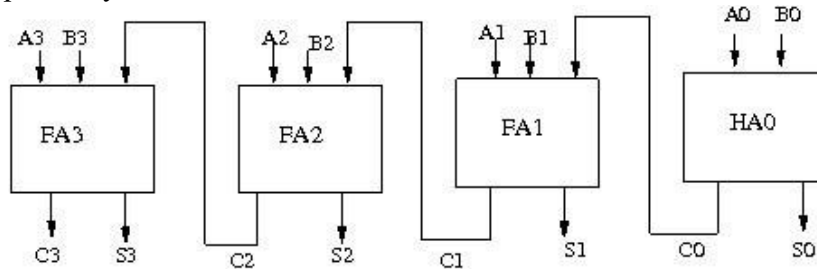 A3 B3 A2 B2 A1 B1 A0 B0
FA3 FA2 FA1 HA0
C3 S3 C2 S2 C1 S1 C0 S0